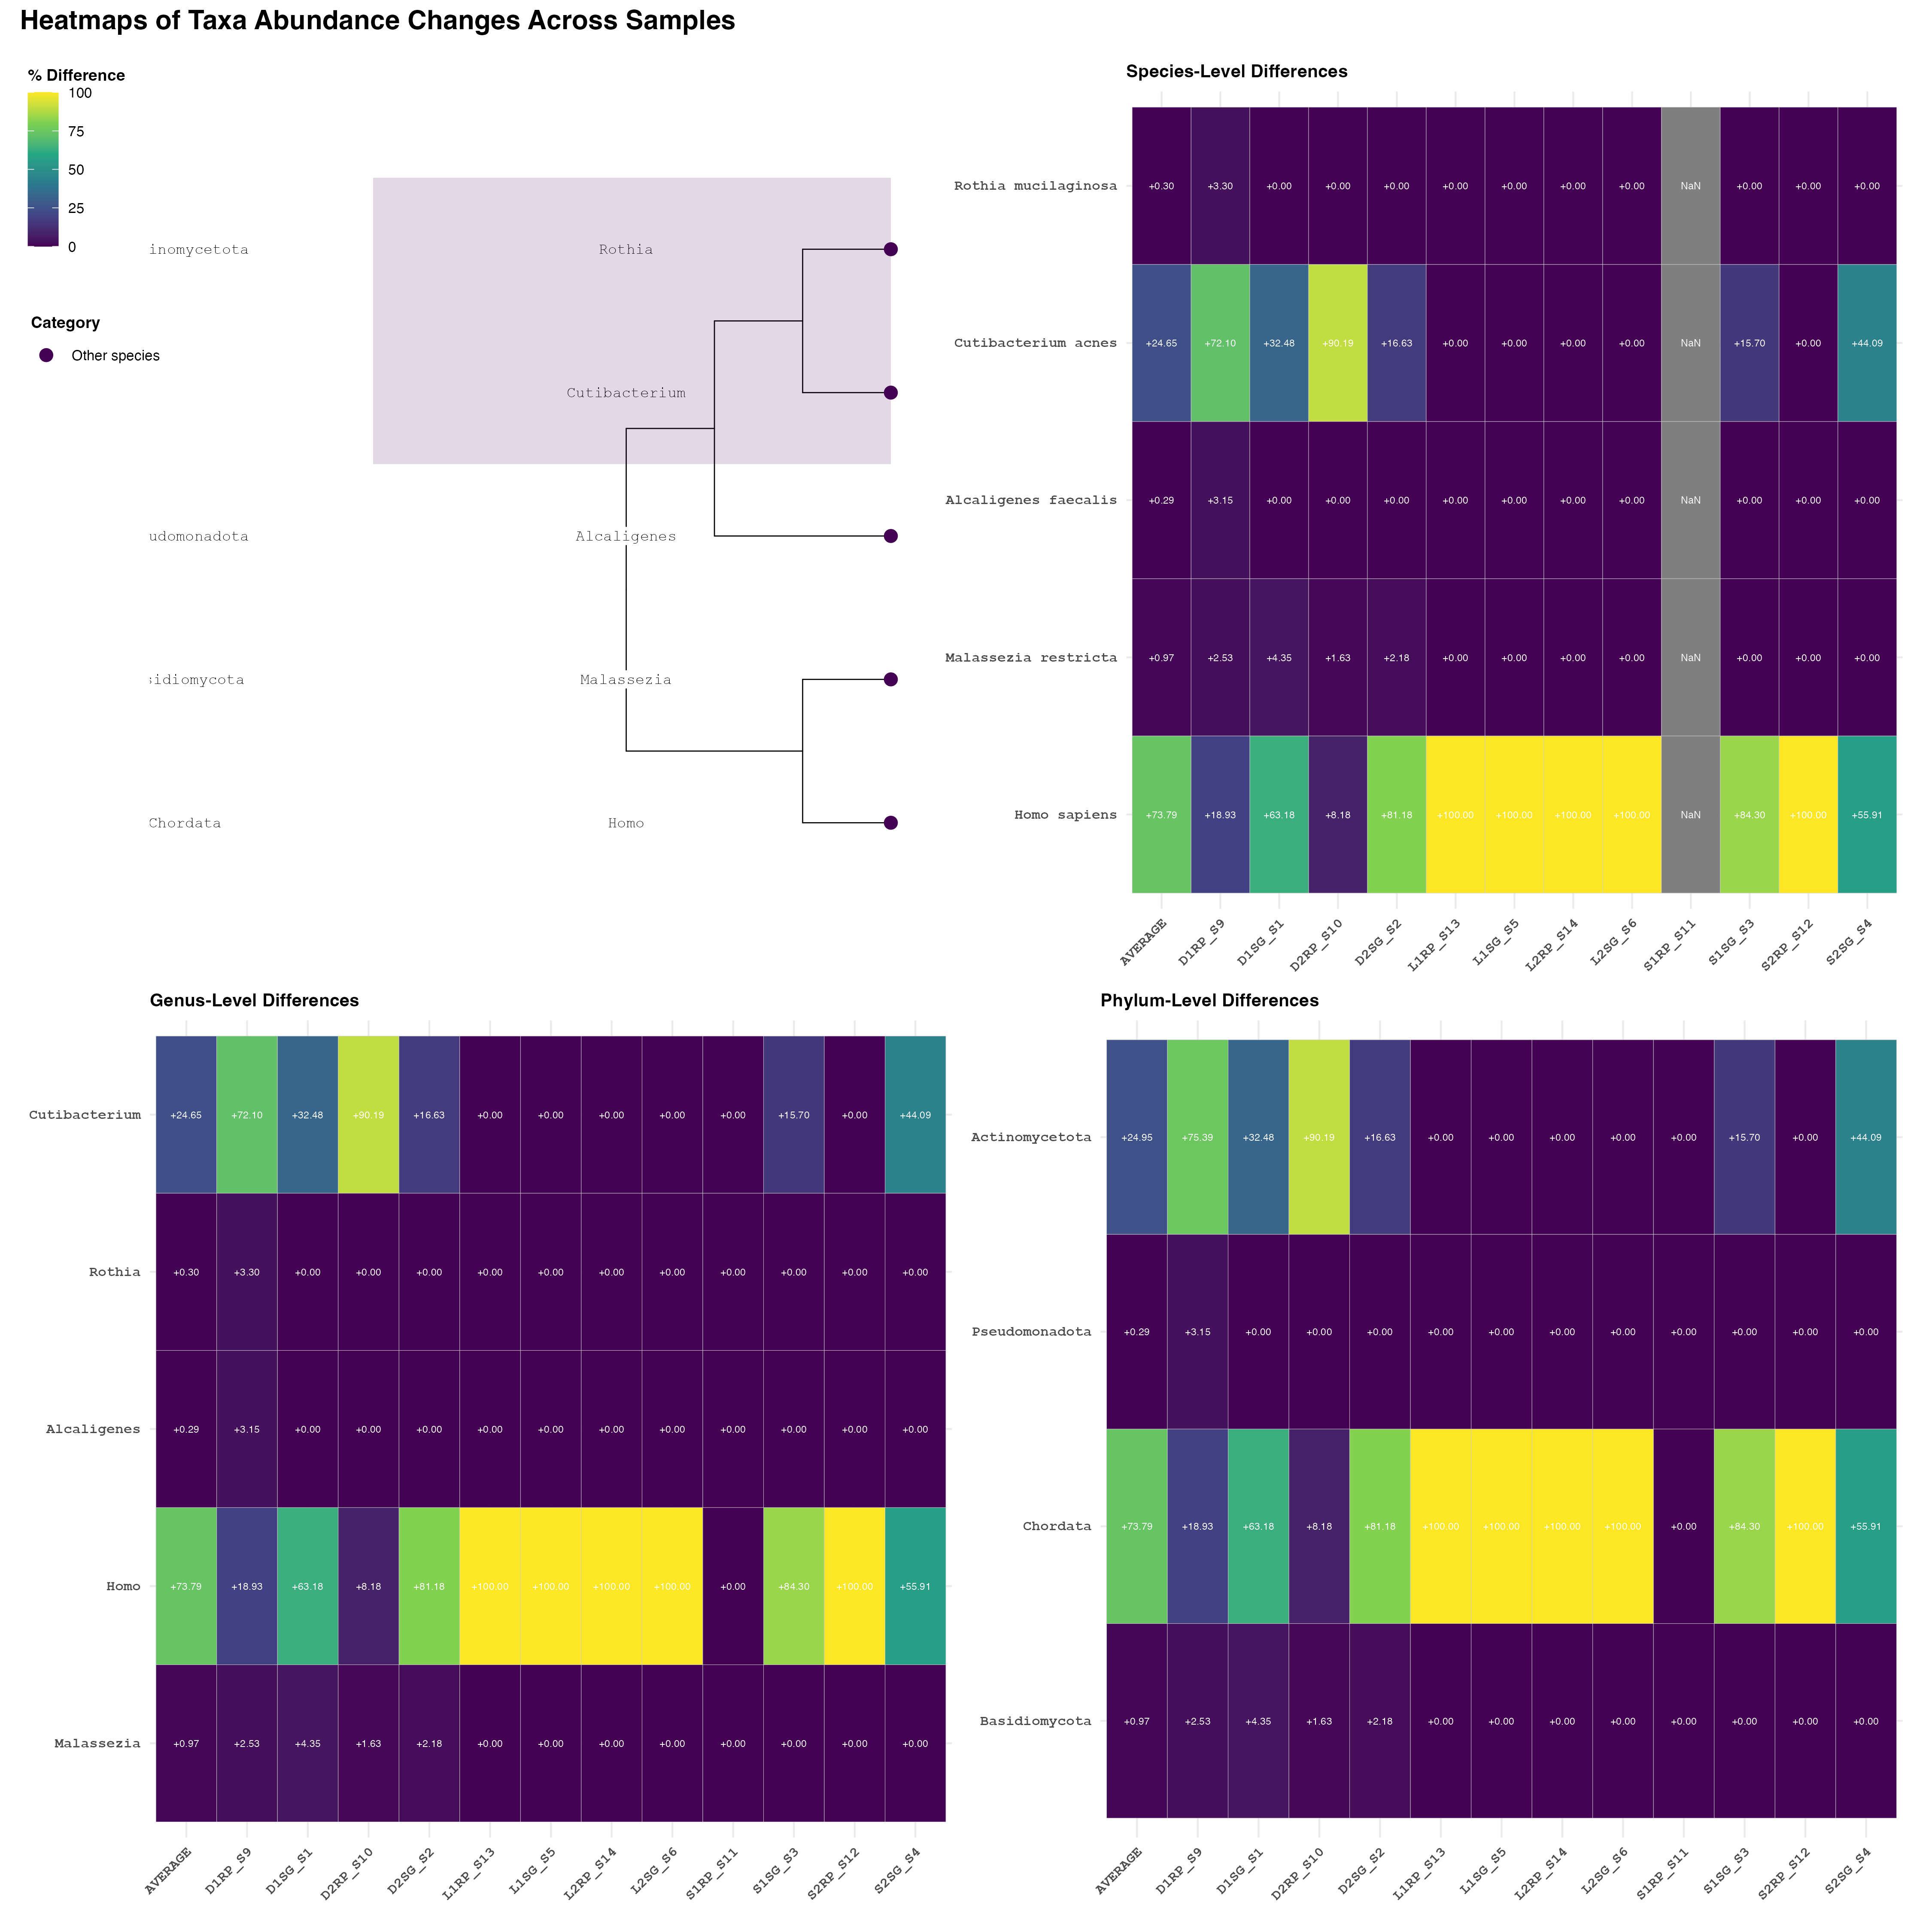 Heatmaps of Taxa Abundance Changes Across Samples
% Difference
100
75
50
25
0
Category
Other species
inomycetota
Rothia
Cutibacterium
udomonadota
Alcaligenes
sidiomycota
Malassezia
Chordata
Homo
Species-Level Differences
Rothia mucilaginosa +0.30 +3.30 +0.00 +0.00 +0.00 +0.00 +0.00 +0.00 +0.00 NaN +0.00 +0.00 +0.00
Cutibacterium acnes +24.65 +72.10 +32.48 +90.19 +16.63 +0.00 +0.00 +0.00 +0.00 NaN +15.70 +0.00 +44.09
Alcaligenes faecalis +0.29 +3.15 +0.00 +0.00 +0.00 +0.00 +0.00 +0.00 +0.00 NaN +0.00 +0.00 +0.00
Malassezia restricta +0.97 +2.53 +4.35 +1.63 +2.18 +0.00 +0.00 +0.00 +0.00 NaN +0.00 +0.00 +0.00
Homo sapiens +73.79 +18.93 +63.18 +8.18 +81.18 +100.00 +100.00 +100.00 +100.00 NaN +84.30 +100.00 +55.91
AVERAGE D1RP_S9 D1SG_S1 D2RP_S10 D2SG_S2 L1RP_S13 L1SG_S5 L2RP_S14 L2SG_S6 S1RP_S11 S1SG_S3 S2RP_S12 S2SG_S4
Genus-Level Differences
Cutibacterium +24.65 +72.10 +32.48 +90.19 +16.63 +0.00 +0.00 +0.00 +0.00 +0.00 +15.70 +0.00 +44.09
Rothia +0.30 +3.30 +0.00 +0.00 +0.00 +0.00 +0.00 +0.00 +0.00 +0.00 +0.00 +0.00 +0.00
Alcaligenes +0.29 +3.15 +0.00 +0.00 +0.00 +0.00 +0.00 +0.00 +0.00 +0.00 +0.00 +0.00 +0.00
Homo +73.79 +18.93 +63.18 +8.18 +81.18 +100.00 +100.00 +100.00 +100.00 +0.00 +84.30 +100.00 +55.91
Malassezia +0.97 +2.53 +4.35 +1.63 +2.18 +0.00 +0.00 +0.00 +0.00 +0.00 +0.00 +0.00 +0.00
AVERAGE D1RP_S9 D1SG_S1 D2RP_S10 D2SG_S2 L1RP_S13 L1SG_S5 L2RP_S14 L2SG_S6 S1RP_S11 S1SG_S3 S2RP_S12 S2SG_S4
Phylum-Level Differences
Actinomycetota +24.95 +75.39 +32.48 +90.19 +16.63 +0.00 +0.00 +0.00 +0.00 +0.00 +15.70 +0.00 +44.09
Pseudomonadota +0.29 +3.15 +0.00 +0.00 +0.00 +0.00 +0.00 +0.00 +0.00 +0.00 +0.00 +0.00 +0.00
Chordata +73.79 +18.93 +63.18 +8.18 +81.18 +100.00 +100.00 +100.00 +100.00 +0.00 +84.30 +100.00 +55.91
Basidiomycota +0.97 +2.53 +4.35 +1.63 +2.18 +0.00 +0.00 +0.00 +0.00 +0.00 +0.00 +0.00 +0.00
AVERAGE D1RP_S9 D1SG_S1 D2RP_S10 D2SG_S2 L1RP_S13 L1SG_S5 L2RP_S14 L2SG_S6 S1RP_S11 S1SG_S3 S2RP_S12 S2SG_S4